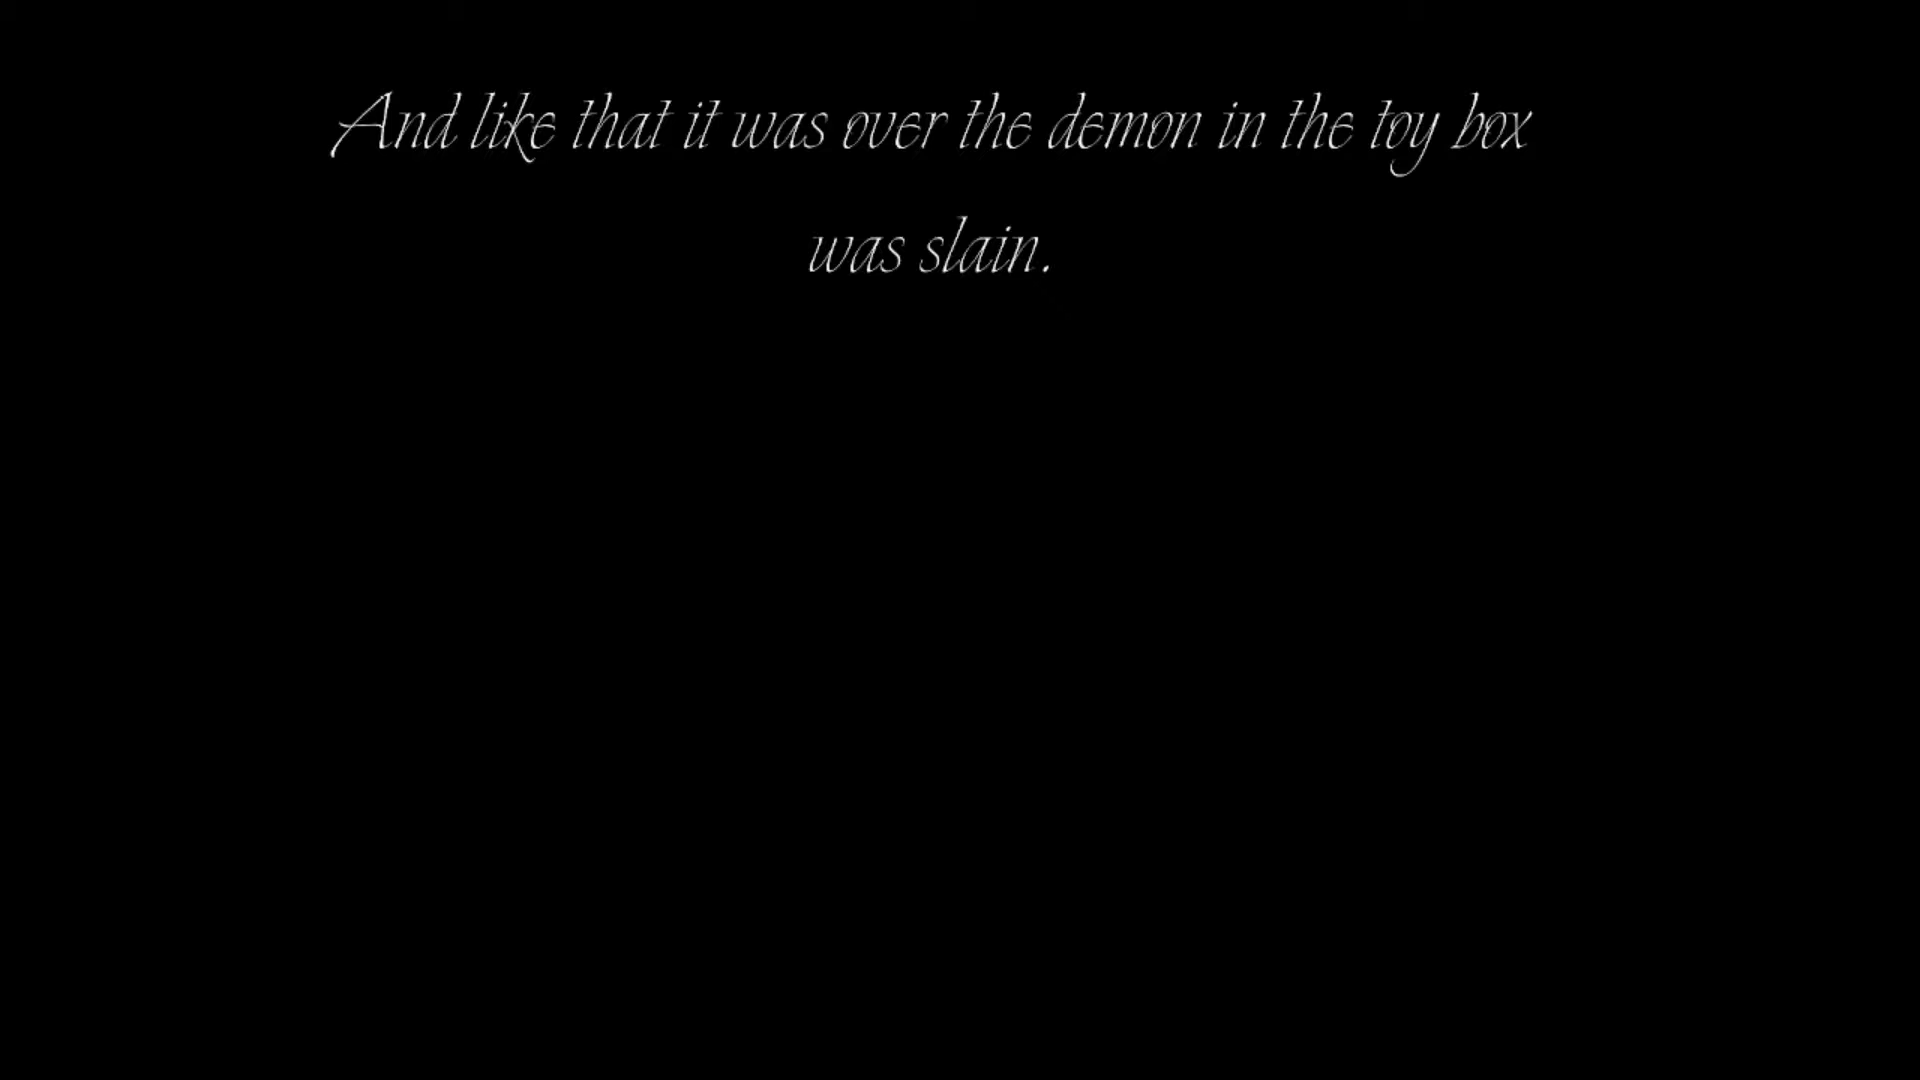 And like that it was over the demon in the toy box
was slain.